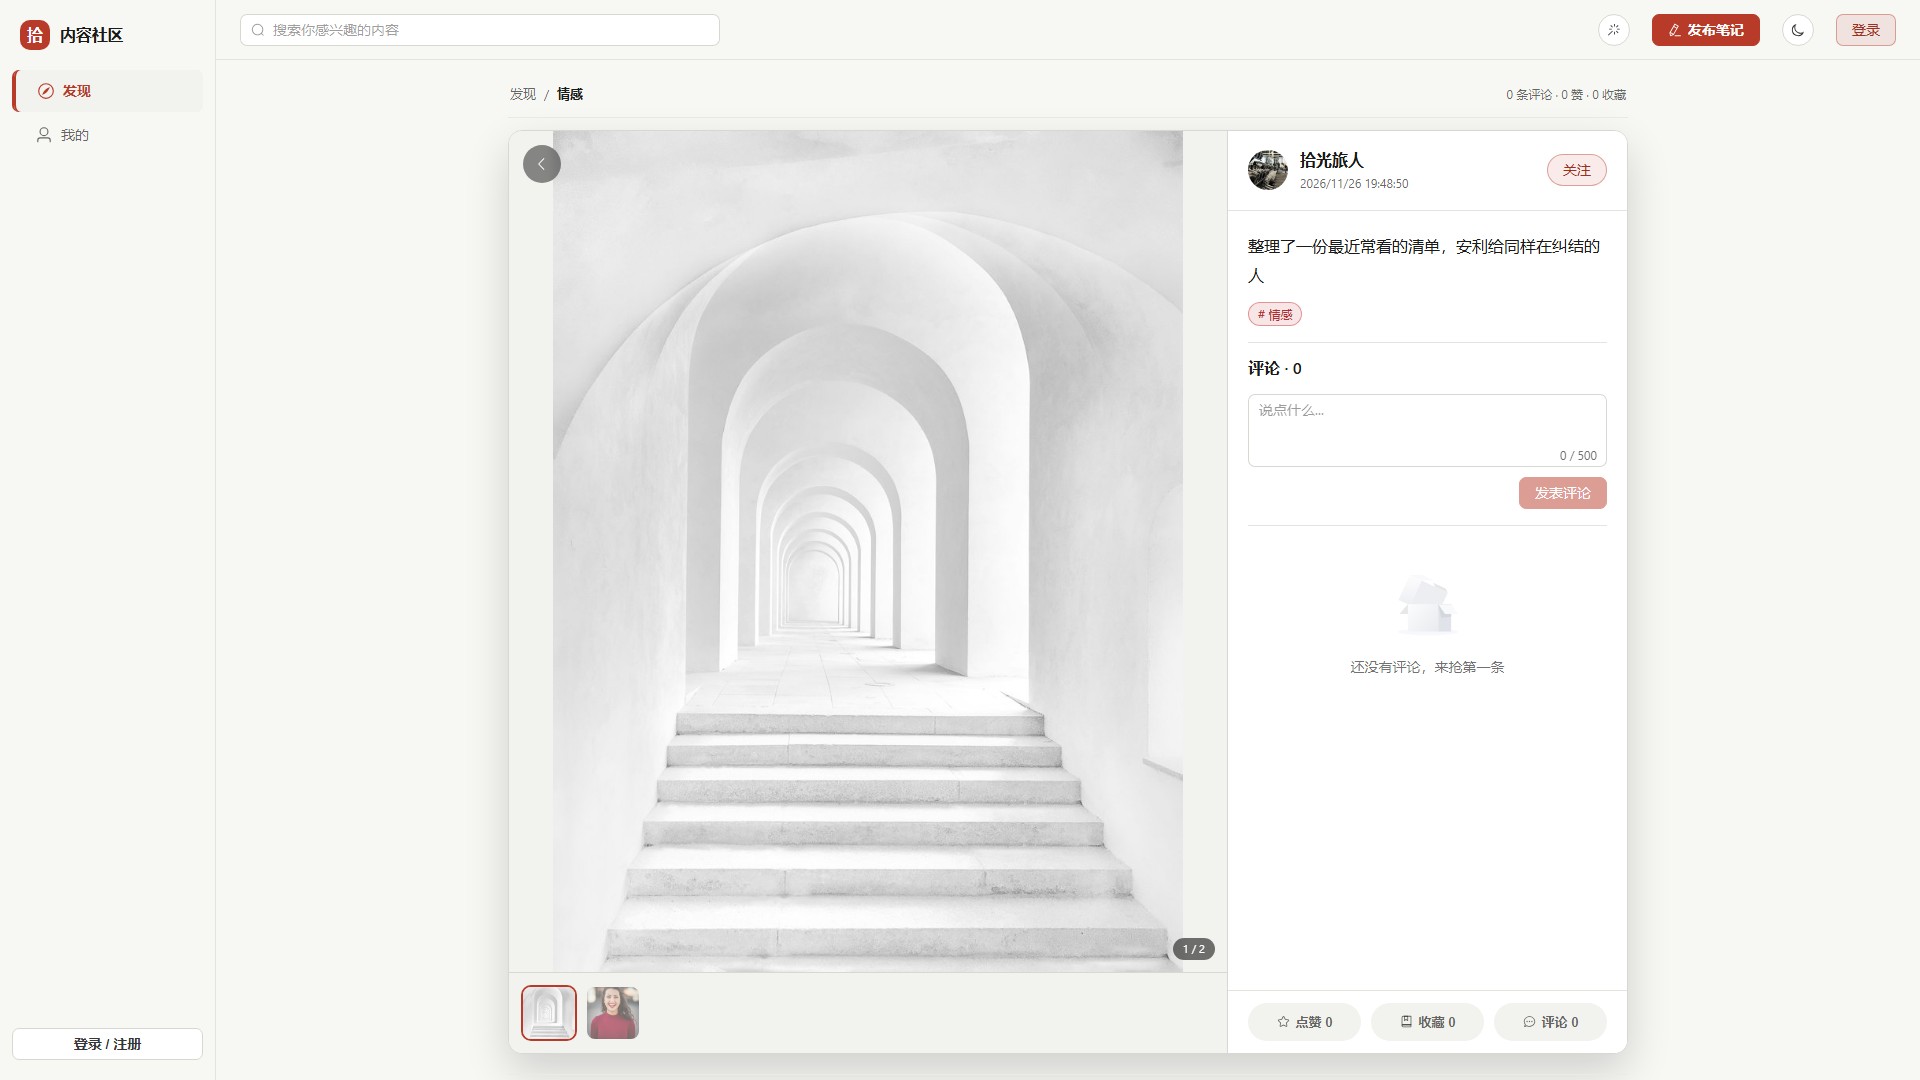 拾 内容社区
搜索你感兴趣的内容
发布笔记
登录
发现
我的
发现 / 情感
0 条评论 · 0 赞 · 0 收藏
拾光旅人
2026/11/26 19:48:50
关注
整理了一份最近常看的清单，安利给同样在纠结的
人
# 情感
评论 · 0
说点什么...
0 / 500
发表评论
还没有评论，来抢第一条
1 / 2
点赞 0
收藏 0
评论 0
登录 / 注册